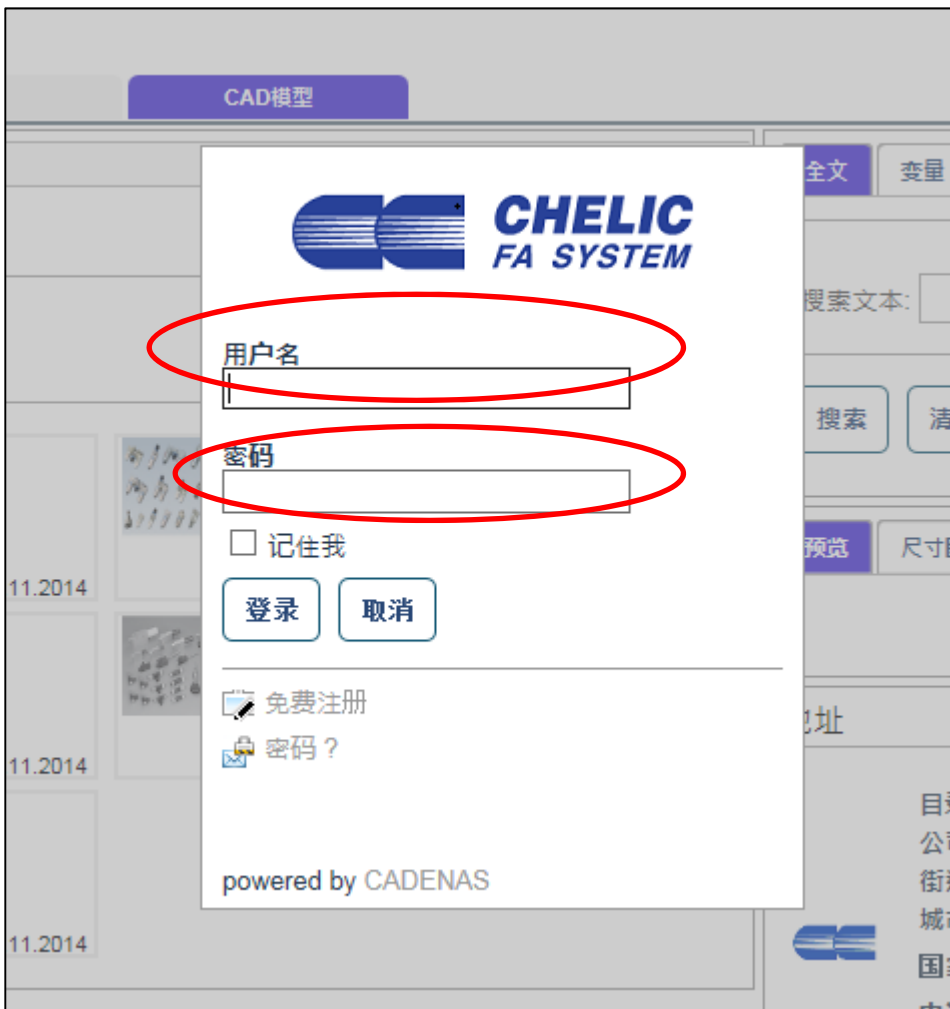 CAD模型
全文
变量
CHELIC
FA SYSTEM
搜索文本:
用户名
搜索
密码
记住我
预览
11.2014
登录
取消
免费注册
密码？
11.2014
powered by CADENAS
11.2014